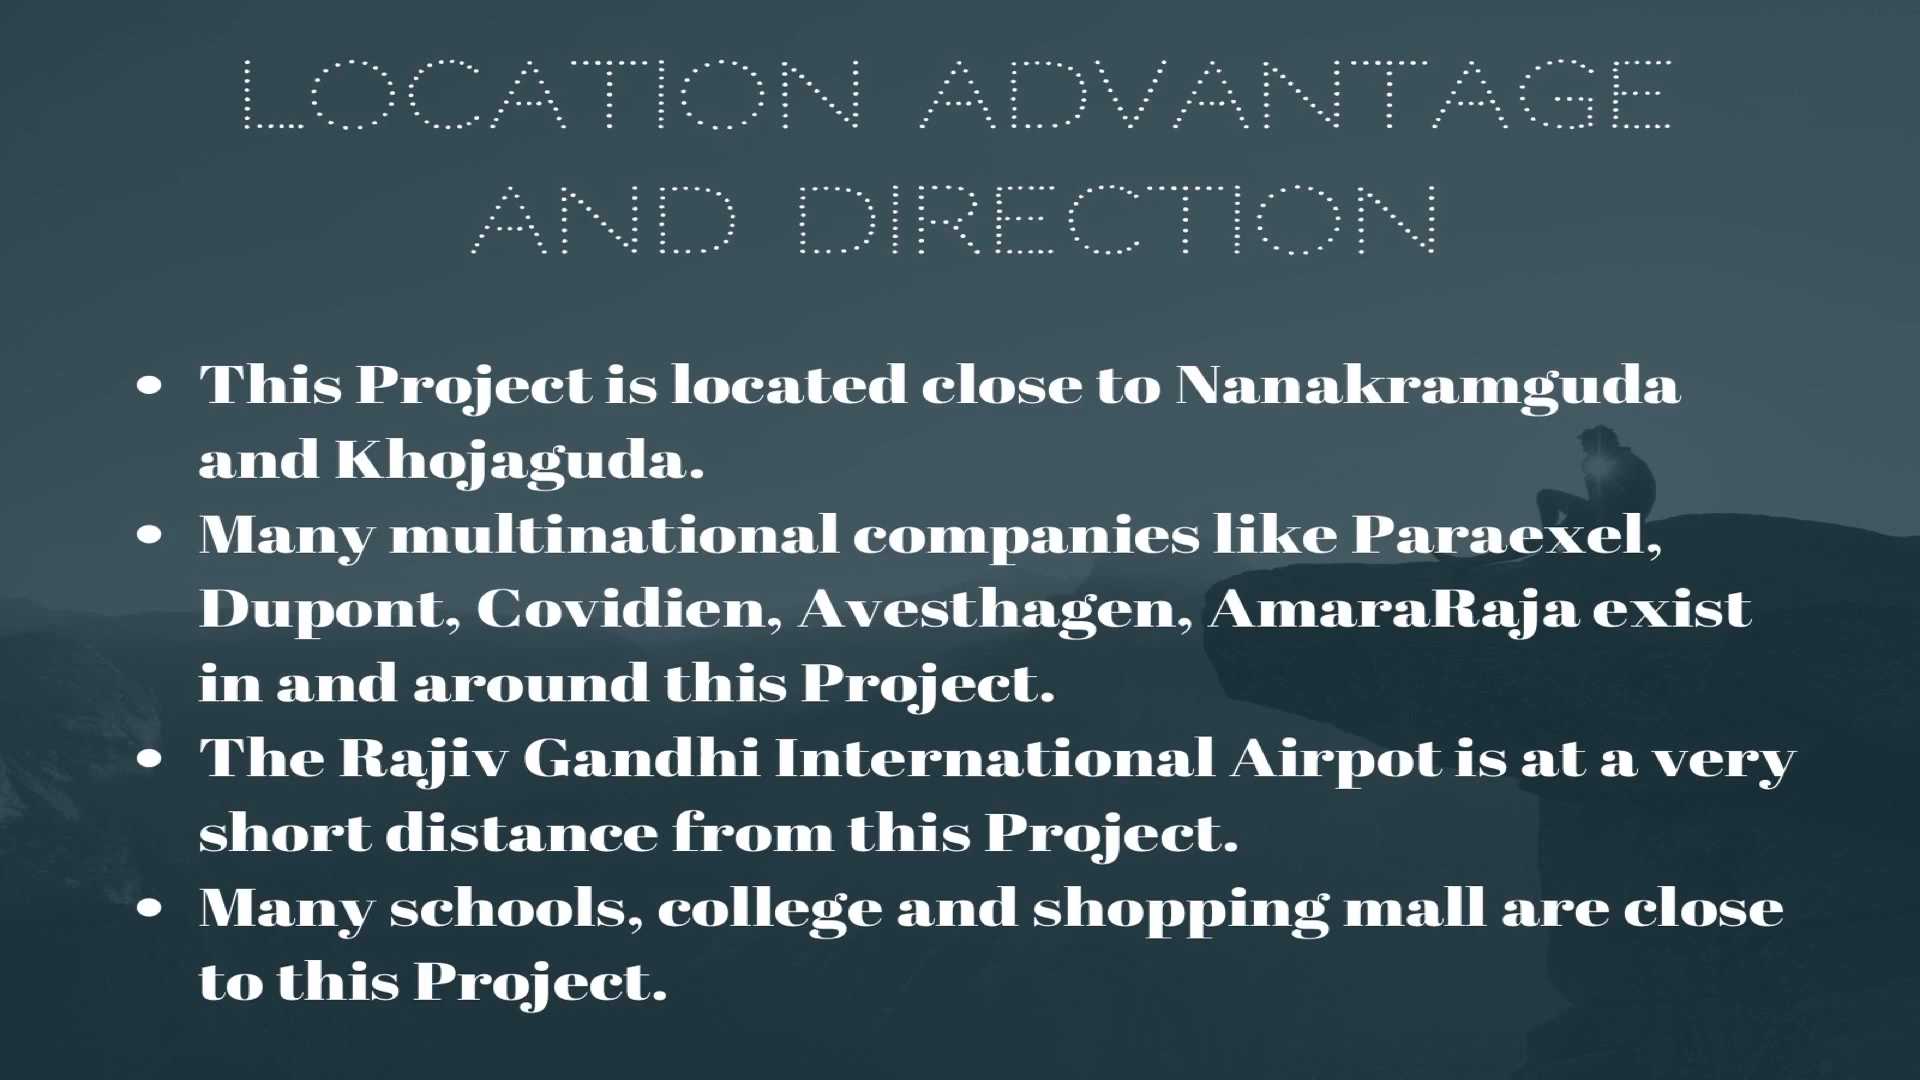 LOCATION ADVANTAGE
AND DIRECTION
• This Project is located close to Nanakramguda
and Khojaguda.
• Many multinational companies like Paraexel,
Dupont, Covidien, Avesthagen, AmaraRaja exist
in and around this Project.
• The Rajiv Gandhi International Airpot is at a very
short distance from this Project.
• Many schools, college and shopping mall are close
to this Project.